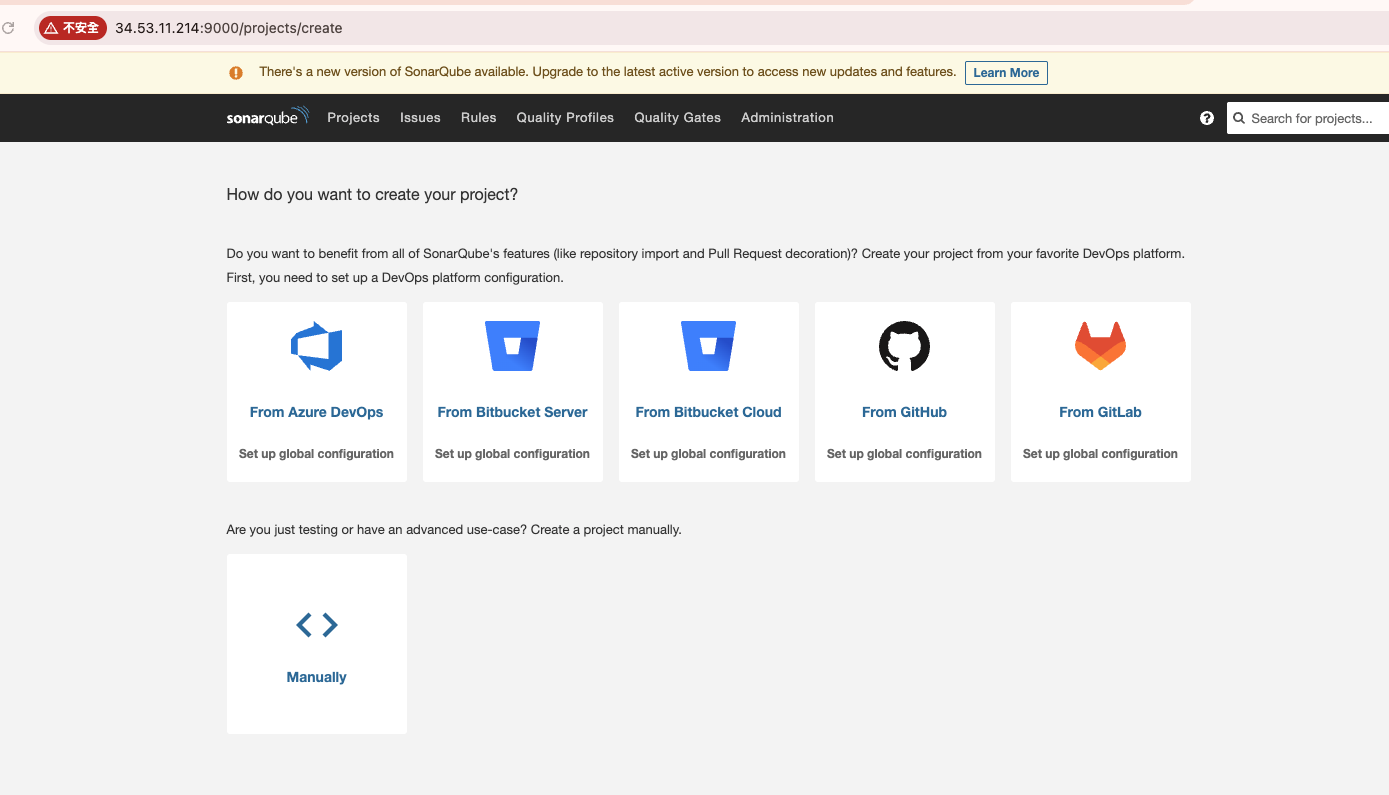 不安全 34.53.11.214:9000/projects/create
There's a new version of SonarQube available. Upgrade to the latest active version to access new updates and features. Learn More
sonarqube Projects Issues Rules Quality Profiles Quality Gates Administration ? Search for projects...
How do you want to create your project?
Do you want to benefit from all of SonarQube's features (like repository import and Pull Request decoration)? Create your project from your favorite DevOps platform.
First, you need to set up a DevOps platform configuration.
From Azure DevOps From Bitbucket Server From Bitbucket Cloud From GitHub From GitLab
Set up global configuration Set up global configuration Set up global configuration Set up global configuration Set up global configuration
Are you just testing or have an advanced use-case? Create a project manually.
Manually